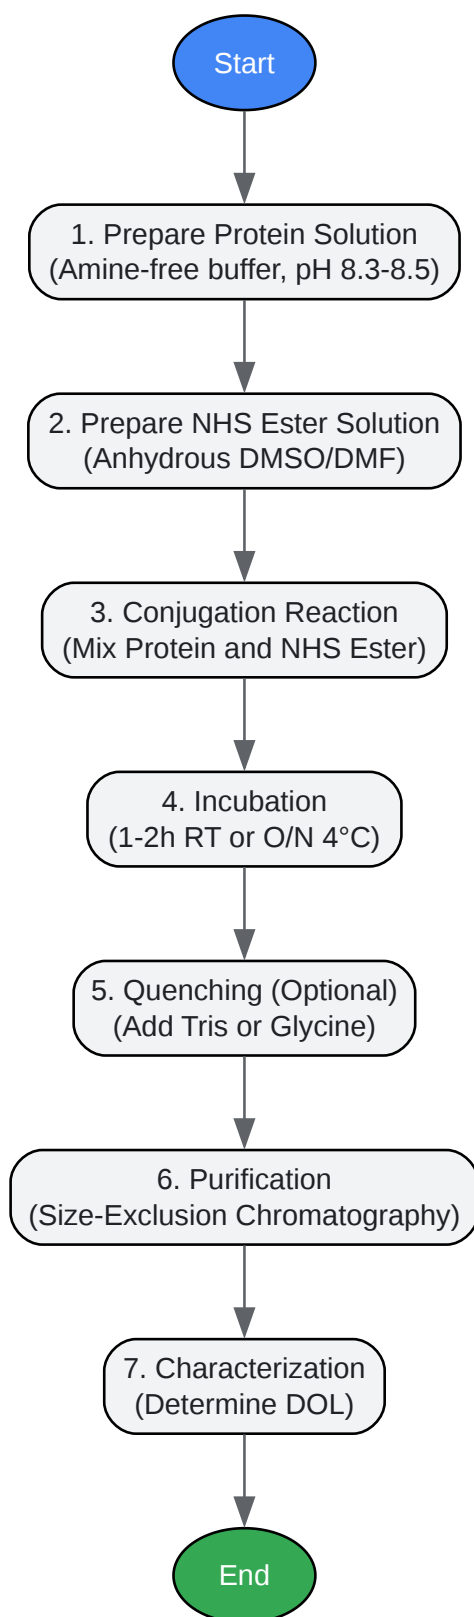 Start
1. Prepare Protein Solution
(Amine-free buffer, pH 8.3-8.5)
2. Prepare NHS Ester Solution
(Anhydrous DMSO/DMF)
3. Conjugation Reaction
(Mix Protein and NHS Ester)
4. Incubation
(1-2h RT or O/N 4°C)
5. Quenching (Optional)
(Add Tris or Glycine)
6. Purification
(Size-Exclusion Chromatography)
7. Characterization
(Determine DOL)
End